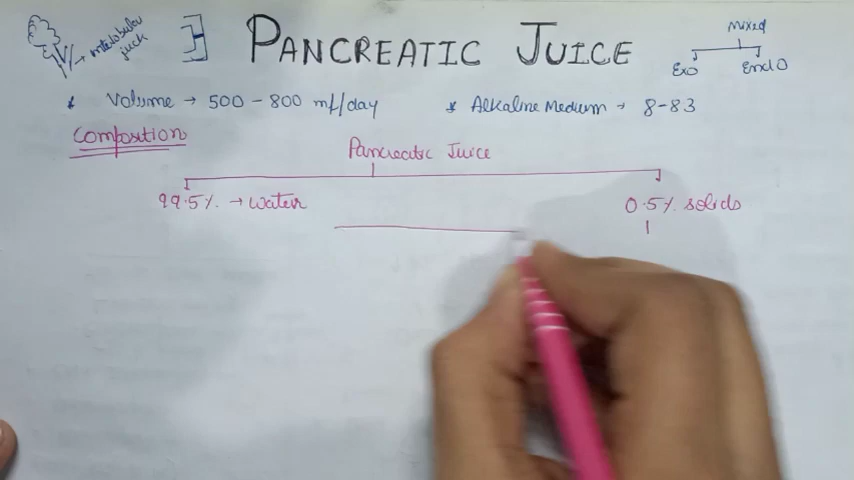 PANCREATIC JUICE
Mixed
Exo Endo
duck
* Volume → 500 - 800 ml/day * Alkaline Medium → 8-8.3
Composition
Pancreatic Juice
99.5% → Water 0.5% solids